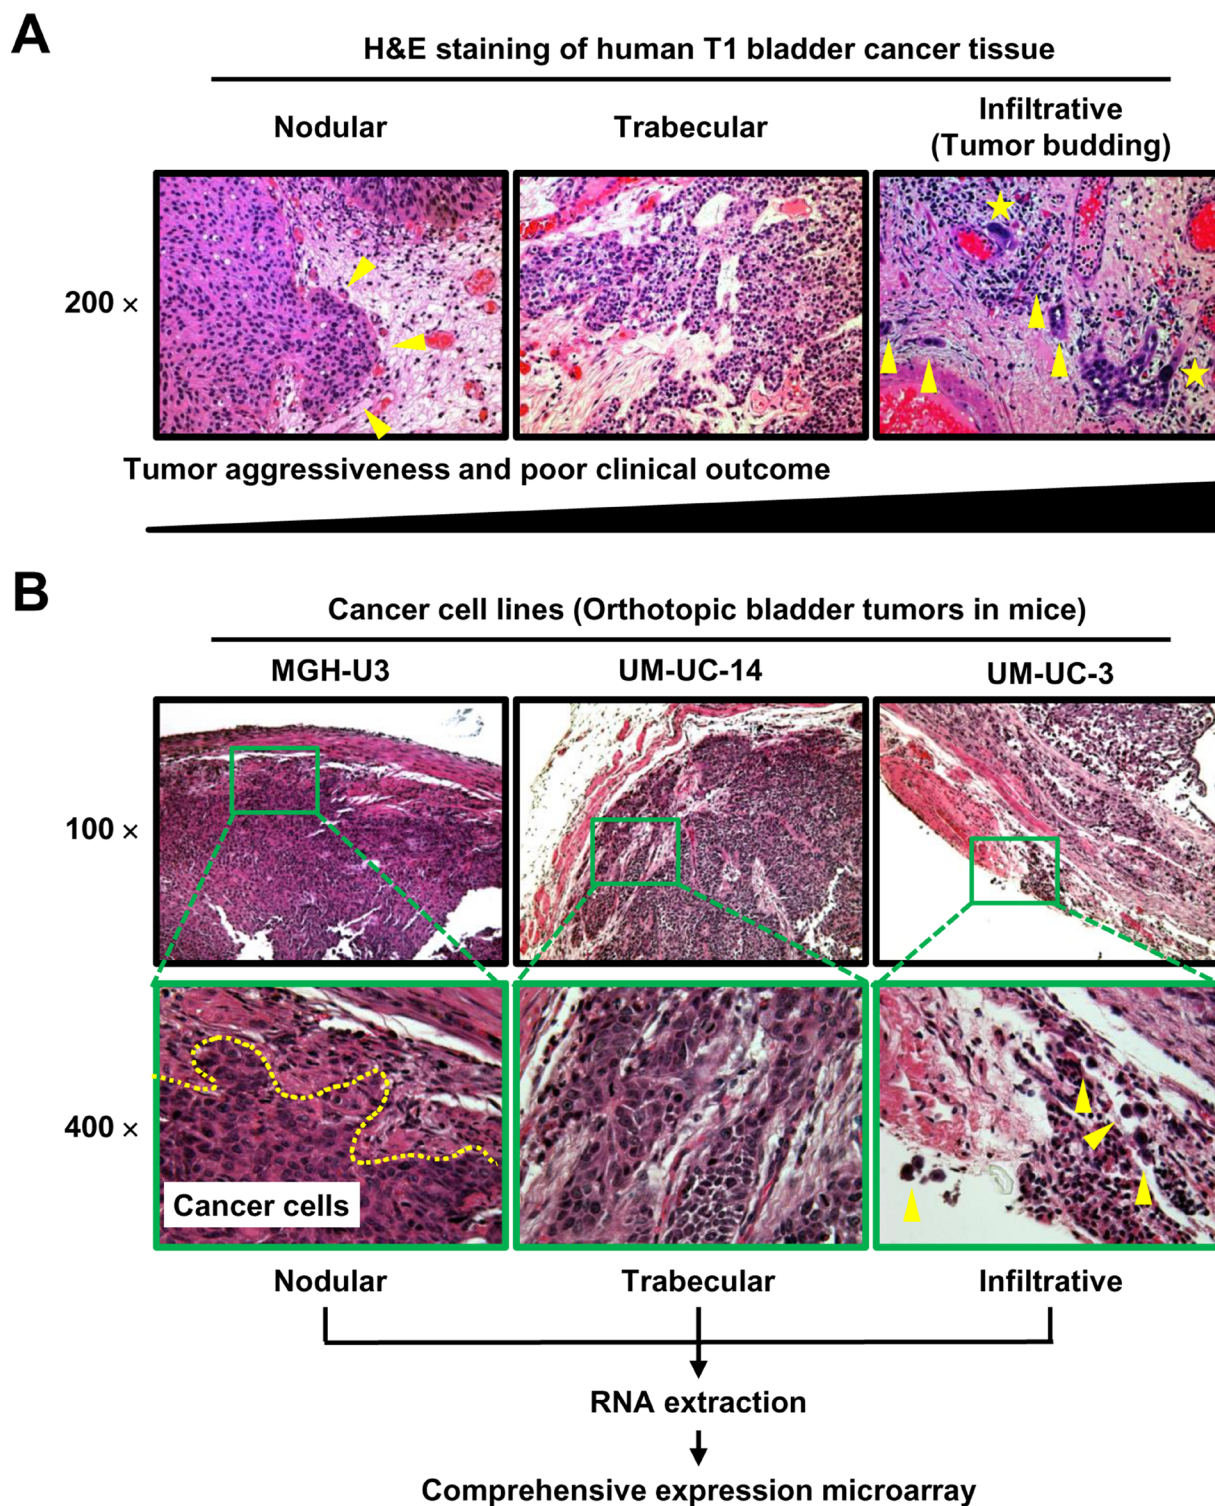 A
H&E staining of human T1 bladder cancer tissue
Nodular
Trabecular
Infiltrative
(Tumor budding)
200 ×
Tumor aggressiveness and poor clinical outcome
B
Cancer cell lines (Orthotopic bladder tumors in mice)
MGH-U3
UM-UC-14
UM-UC-3
100 ×
400 ×
Cancer cells
Nodular
Trabecular
Infiltrative
RNA extraction
Comprehensive expression microarray